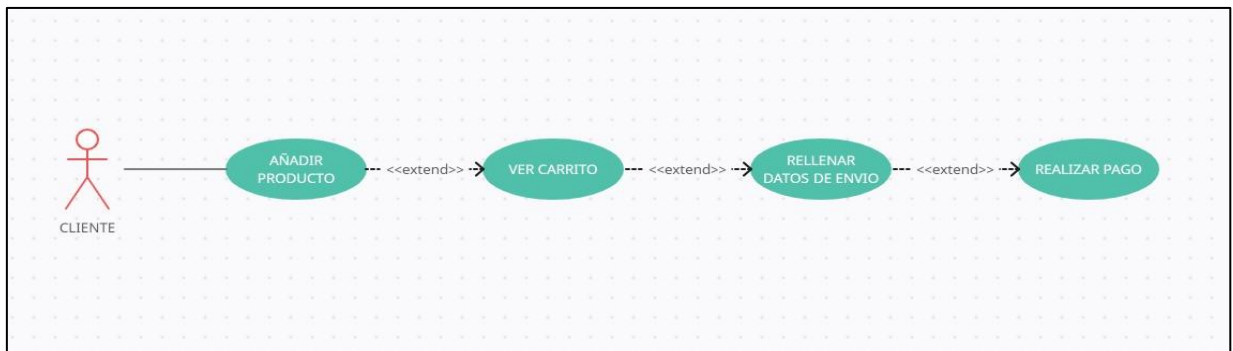 AÑADIR
PRODUCTO
<<extend>>
VER CARRITO
<<extend>>
RELLENAR
DATOS DE ENVIO
<<extend>>
REALIZAR PAGO
CLIENTE